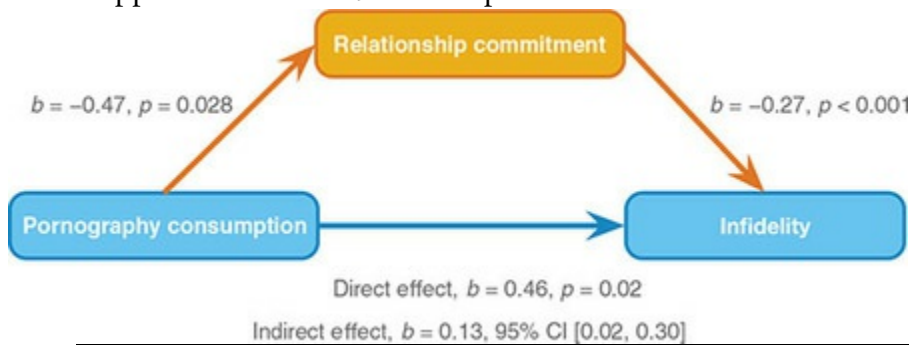 Relationship commitment
b = −0.47, p = 0.028
b = −0.27, p < 0.001
Pornography consumption
Infidelity
Direct effect, b = 0.46, p = 0.02
Indirect effect, b = 0.13, 95% CI [0.02, 0.30]